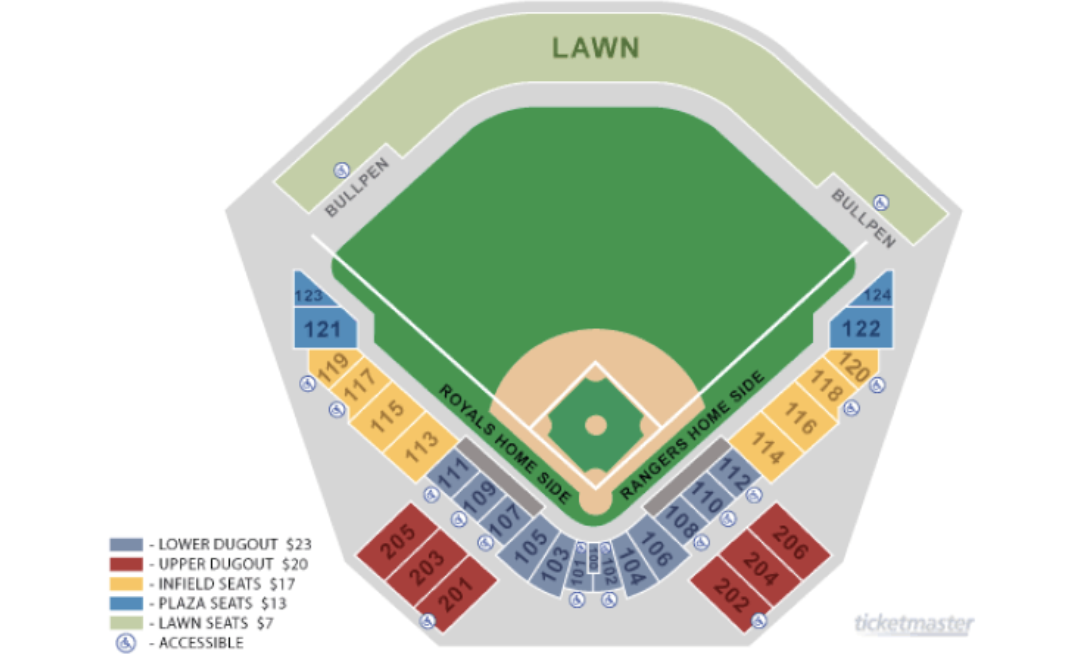 LAWN
BULLPEN
BULLPEN
123
124
121
122
119
120
117
118
115
116
113
114
ROYALS HOME SIDE
RANGERS HOME SIDE
111
112
109
110
107
108
105
106
103
104
101
102
205
206
203
204
201
202
- LOWER DUGOUT $23
- UPPER DUGOUT $20
- INFIELD SEATS $17
- PLAZA SEATS $13
- LAWN SEATS $7
- ACCESSIBLE
ticketmaster